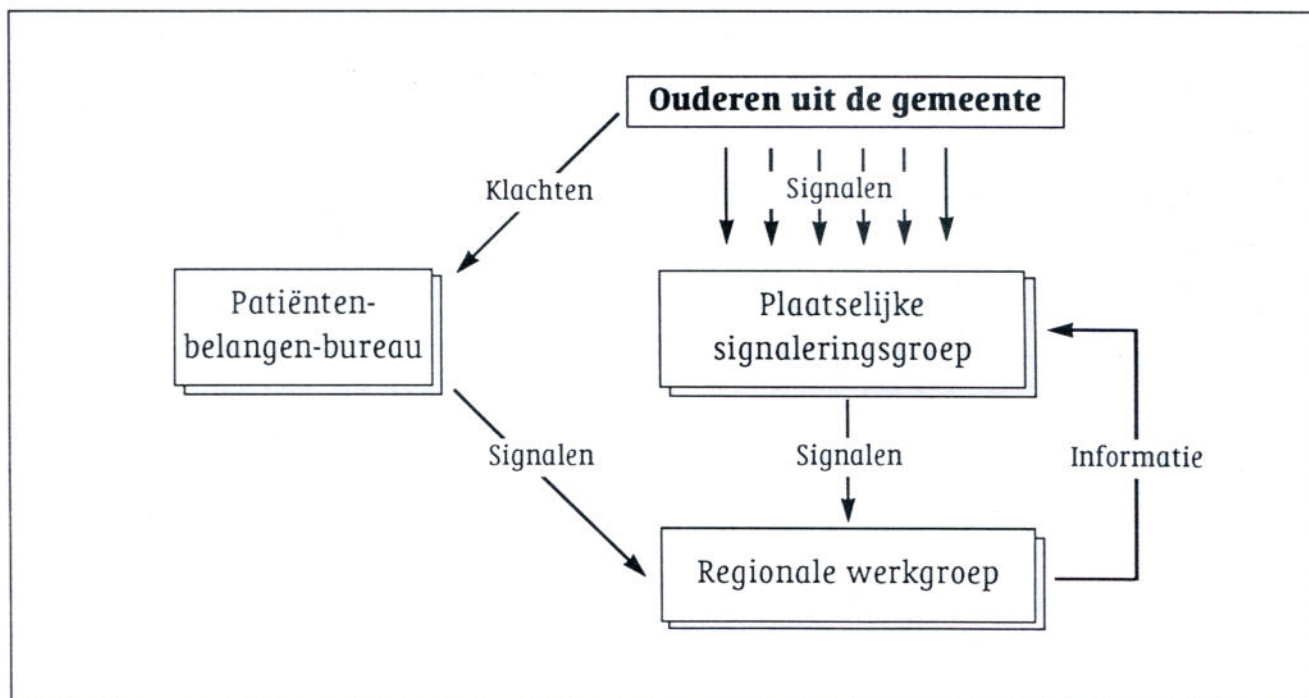 Ouderen uit de gemeente
Klachten
Signalen
Patiënten-
belangen-bureau
Plaatselijke
signaleringsgroep
Signalen
Signalen
Informatie
Regionale werkgroep